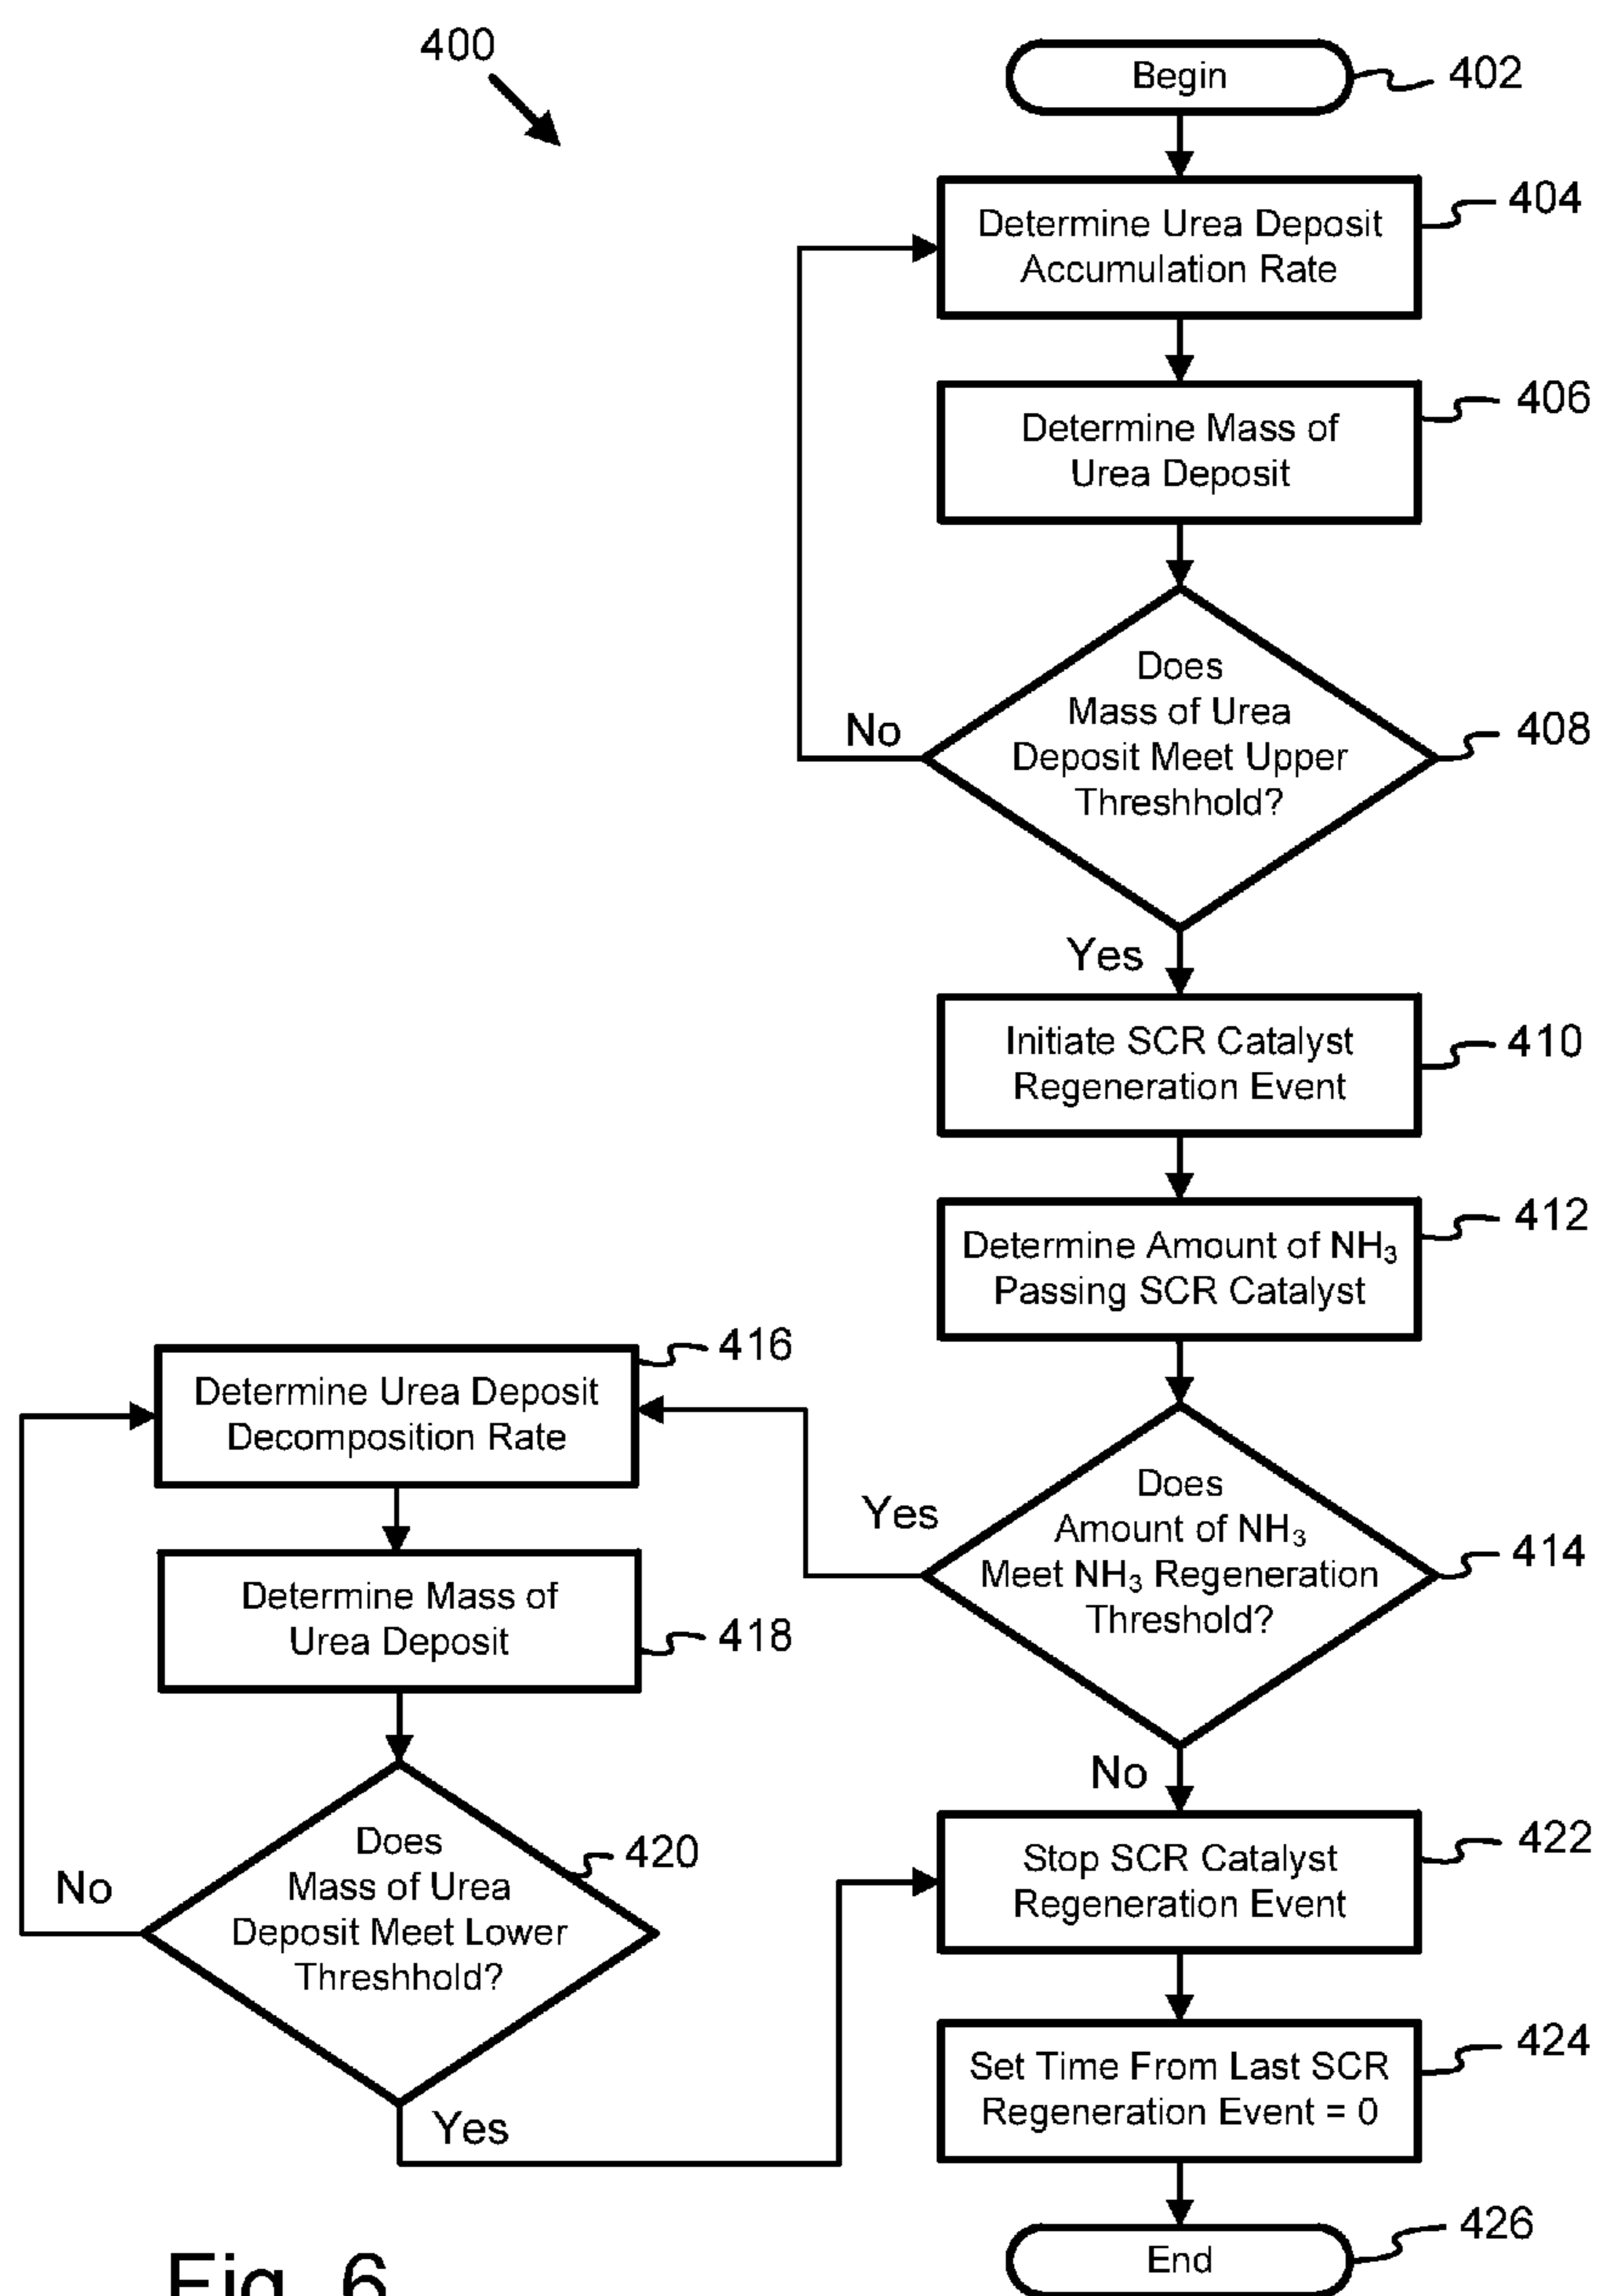 400
Begin
402
Determine Urea Deposit
Accumulation Rate
404
Determine Mass of
Urea Deposit
406
Does
Mass of Urea
Deposit Meet Upper
Threshhold?
408
No
Yes
Initiate SCR Catalyst
Regeneration Event
410
Determine Amount of NH₃
Passing SCR Catalyst
412
Does
Amount of NH₃
Meet NH₃ Regeneration
Threshold?
414
Yes
No
Determine Urea Deposit
Decomposition Rate
416
Determine Mass of
Urea Deposit
418
Does
Mass of Urea
Deposit Meet Lower
Threshhold?
420
No
Yes
Stop SCR Catalyst
Regeneration Event
422
Set Time From Last SCR
Regeneration Event = 0
424
End
426
Fig. 6